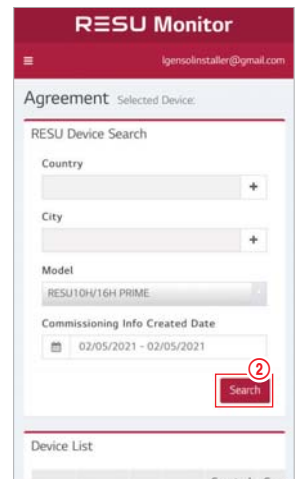 RESU Monitor
lgensolinstaller@gmail.com
Agreement Selected Device:
RESU Device Search
Country
+
City
+
Model
RESU10H/16H PRIME
Commissioning Info Created Date
02/05/2021 - 02/05/2021
②
Search
Device List